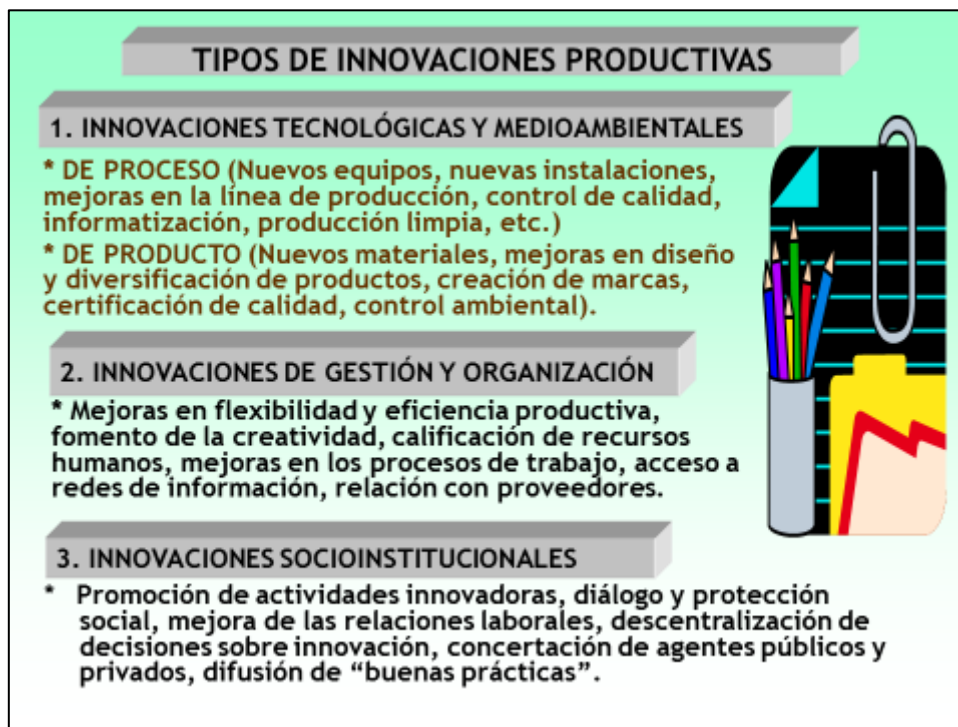 TIPOS DE INNOVACIONES PRODUCTIVAS
1. INNOVACIONES TECNOLÓGICAS Y MEDIOAMBIENTALES
* DE PROCESO (Nuevos equipos, nuevas instalaciones,
mejoras en la línea de producción, control de calidad,
informatización, producción limpia, etc.)
* DE PRODUCTO (Nuevos materiales, mejoras en diseño
y diversificación de productos, creación de marcas,
certificación de calidad, control ambiental).
2. INNOVACIONES DE GESTIÓN Y ORGANIZACIÓN
* Mejoras en flexibilidad y eficiencia productiva,
fomento de la creatividad, calificación de recursos
humanos, mejoras en los procesos de trabajo, acceso a
redes de información, relación con proveedores.
3. INNOVACIONES SOCIOINSTITUCIONALES
* Promoción de actividades innovadoras, diálogo y protección
social, mejora de las relaciones laborales, descentralización de
decisiones sobre innovación, concertación de agentes públicos y
privados, difusión de “buenas prácticas”.